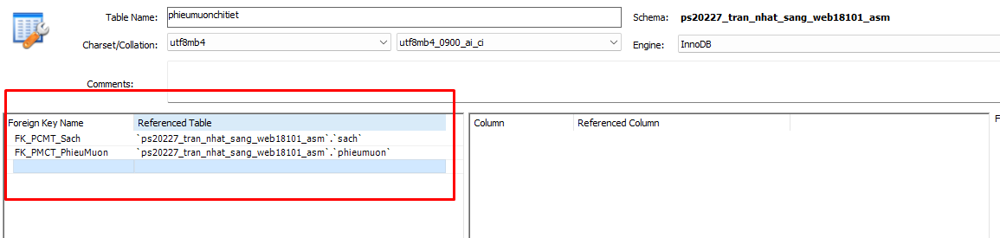 Table Name: phieumuonchitiet Schema: ps20227_tran_nhat_sang_web18101_asm
Charset/Collation: utf8mb4 utf8mb4_0900_ai_ci Engine: InnoDB
Comments:
Foreign Key Name Referenced Table Column Referenced Column F
FK_PCMT_Sach `ps20227_tran_nhat_sang_web18101_asm`.`sach`
FK_PMCT_PhieuMuon `ps20227_tran_nhat_sang_web18101_asm`.`phieumuon`